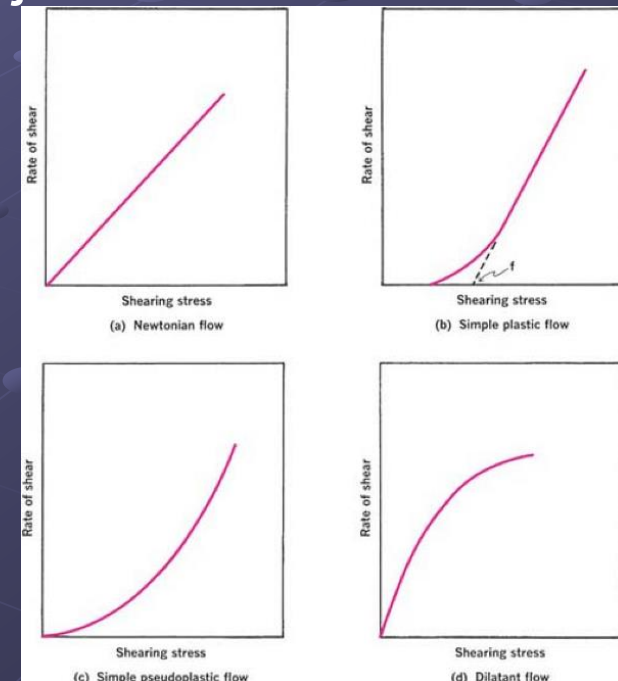 Rate of shear
Shearing stress
(a) Newtonian flow
Rate of shear
f
Shearing stress
(b) Simple plastic flow
Rate of shear
Shearing stress
(c) Simple pseudoplastic flow
Rate of shear
Shearing stress
(d) Dilatant flow